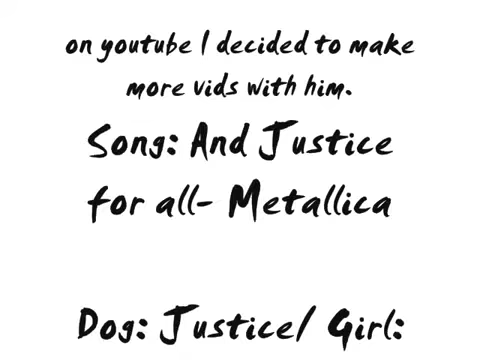 on youtube I decided to make
more vids with him.
Song: And Justice
for all- Metallica
Dog: Justice/ Girl: